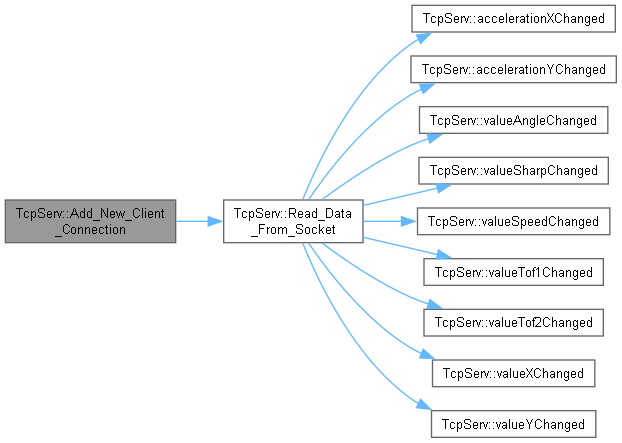 TcpServ::Add_New_Client
_Connection
TcpServ::Read_Data
_From_Socket
TcpServ::accelerationXChanged
TcpServ::accelerationYChanged
TcpServ::valueAngleChanged
TcpServ::valueSharpChanged
TcpServ::valueSpeedChanged
TcpServ::valueTof1Changed
TcpServ::valueTof2Changed
TcpServ::valueXChanged
TcpServ::valueYChanged